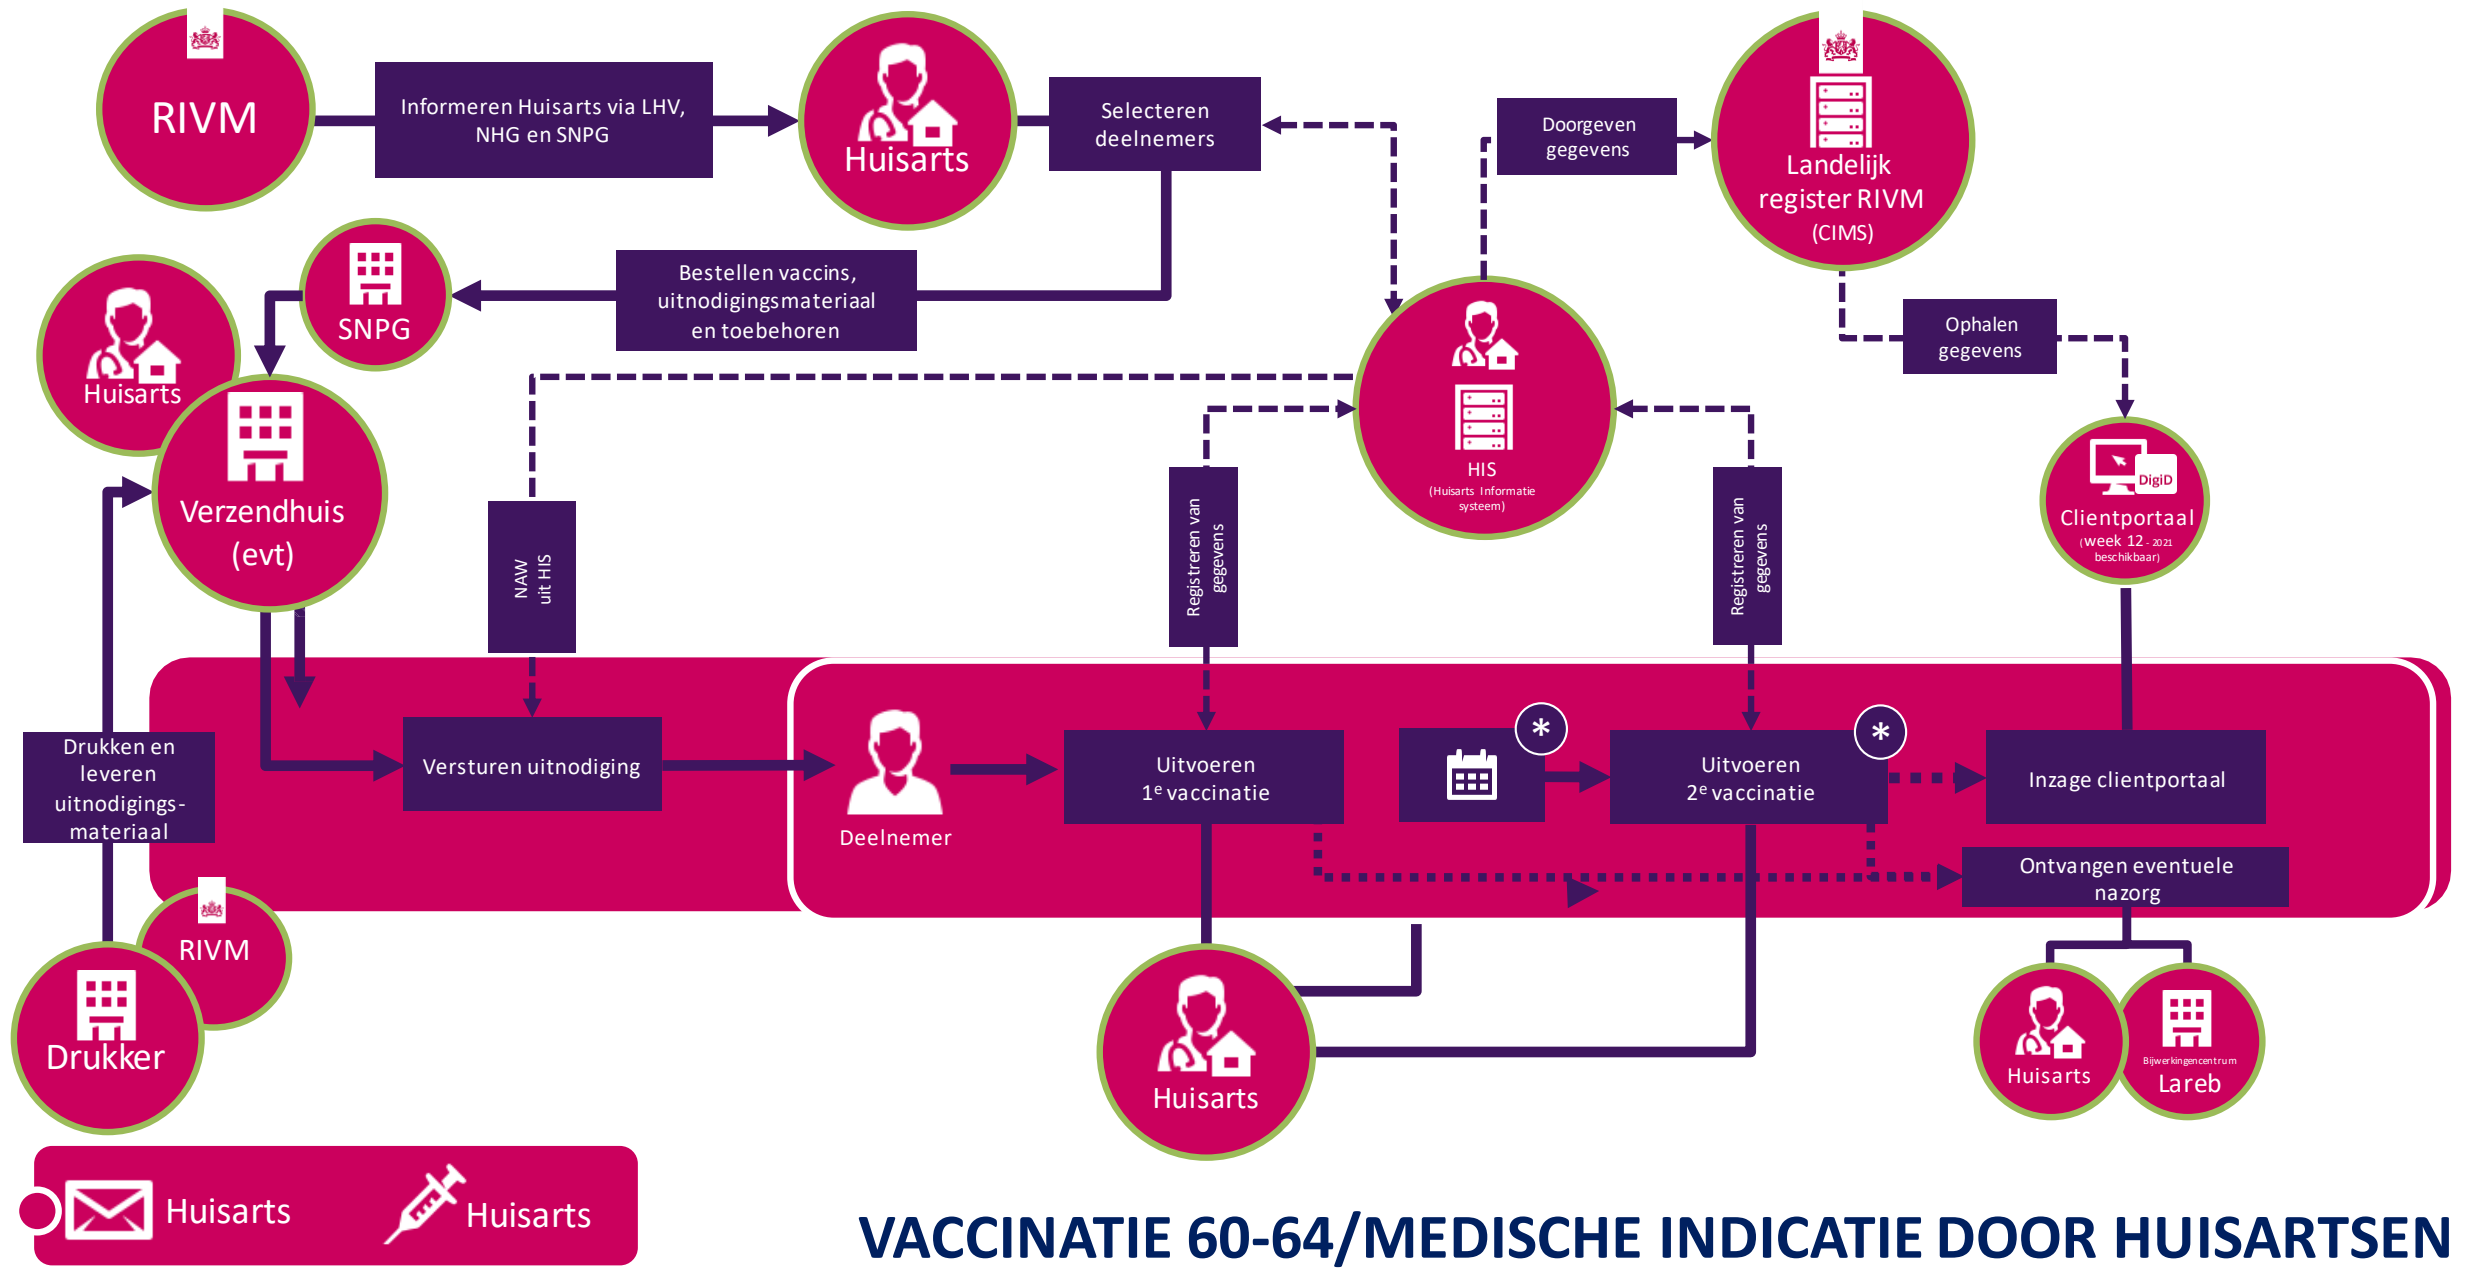 RIVM
Informeren Huisarts via LHV,
NHG en SNPG
Huisarts
Selecteren
deelnemers
Doorgeven
gegevens
Landelijk
register RIVM
(CIMS)
Bestellen vaccins,
uitnodigingsmateriaal
en toebehoren
SNPG
Huisarts
Ophalen
gegevens
Verzendhuis
(evt)
HIS
(Huisarts Informatie
systeem)
DigiD
Clientportaal
(week 12 - 2021
beschikbaar)
NAW
uit HIS
Registreren van
gegevens
Registreren van
gegevens
Drukken en
leveren
uitnodigings-
materiaal
Versturen uitnodiging
Deelnemer
Uitvoeren
1e vaccinatie
*
Uitvoeren
2e vaccinatie
*
Inzage clientportaal
Ontvangen eventuele
nazorg
RIVM
Drukker
Huisarts
Huisarts
Bijwerkingencentrum
Lareb
Huisarts
Huisarts
VACCINATIE 60-64/MEDISCHE INDICATIE DOOR HUISARTSEN